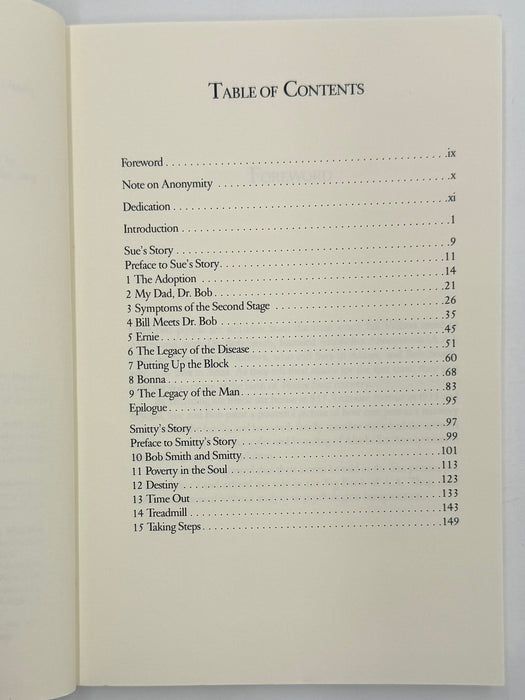 TABLE OF CONTENTS
Foreword . . . . . . . . . . . . . . . . . . . . . . . . . . . . . . . . . . . . . . . ix
Note on Anonymity . . . . . . . . . . . . . . . . . . . . . . . . . . . . . . . x
Dedication . . . . . . . . . . . . . . . . . . . . . . . . . . . . . . . . . . . . . . xi
Introduction . . . . . . . . . . . . . . . . . . . . . . . . . . . . . . . . . . . . . 1
Sue's Story . . . . . . . . . . . . . . . . . . . . . . . . . . . . . . . . . . . . . . 9
Preface to Sue's Story . . . . . . . . . . . . . . . . . . . . . . . . . . . . . . 11
1 The Adoption . . . . . . . . . . . . . . . . . . . . . . . . . . . . . . . . . 14
2 My Dad, Dr. Bob . . . . . . . . . . . . . . . . . . . . . . . . . . . . . . . 21
3 Symptoms of the Second Stage . . . . . . . . . . . . . . . . . . . . . . 26
4 Bill Meets Dr. Bob . . . . . . . . . . . . . . . . . . . . . . . . . . . . . . 35
5 Ernie . . . . . . . . . . . . . . . . . . . . . . . . . . . . . . . . . . . . . . . 45
6 The Legacy of the Disease . . . . . . . . . . . . . . . . . . . . . . . . . 51
7 Putting Up the Block . . . . . . . . . . . . . . . . . . . . . . . . . . . . 60
8 Bonna . . . . . . . . . . . . . . . . . . . . . . . . . . . . . . . . . . . . . . 68
9 The Legacy of the Man . . . . . . . . . . . . . . . . . . . . . . . . . . . 83
Epilogue . . . . . . . . . . . . . . . . . . . . . . . . . . . . . . . . . . . . . . . 95
Smitty's Story . . . . . . . . . . . . . . . . . . . . . . . . . . . . . . . . . . . 97
Preface to Smitty's Story . . . . . . . . . . . . . . . . . . . . . . . . . . . 99
10 Bob Smith and Smitty . . . . . . . . . . . . . . . . . . . . . . . . . . . 101
11 Poverty in the Soul . . . . . . . . . . . . . . . . . . . . . . . . . . . . . 113
12 Destiny . . . . . . . . . . . . . . . . . . . . . . . . . . . . . . . . . . . . 123
13 Time Out . . . . . . . . . . . . . . . . . . . . . . . . . . . . . . . . . . . 133
14 Treadmill . . . . . . . . . . . . . . . . . . . . . . . . . . . . . . . . . . . 143
15 Taking Steps . . . . . . . . . . . . . . . . . . . . . . . . . . . . . . . . . 149